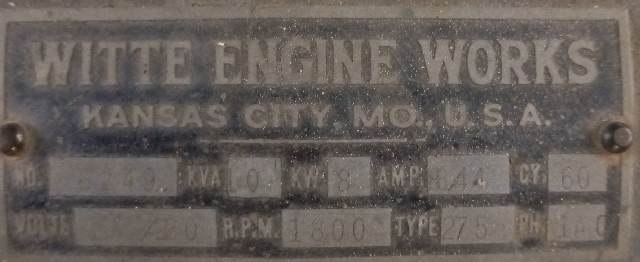 WITTE ENGINE WORKS
KANSAS CITY, MO., U.S.A.
NO. KVA 10 KW 8 AMP. CY. 60
VOLTS 220 R.P.M. 1800 TYPE 275 PH. 1AC